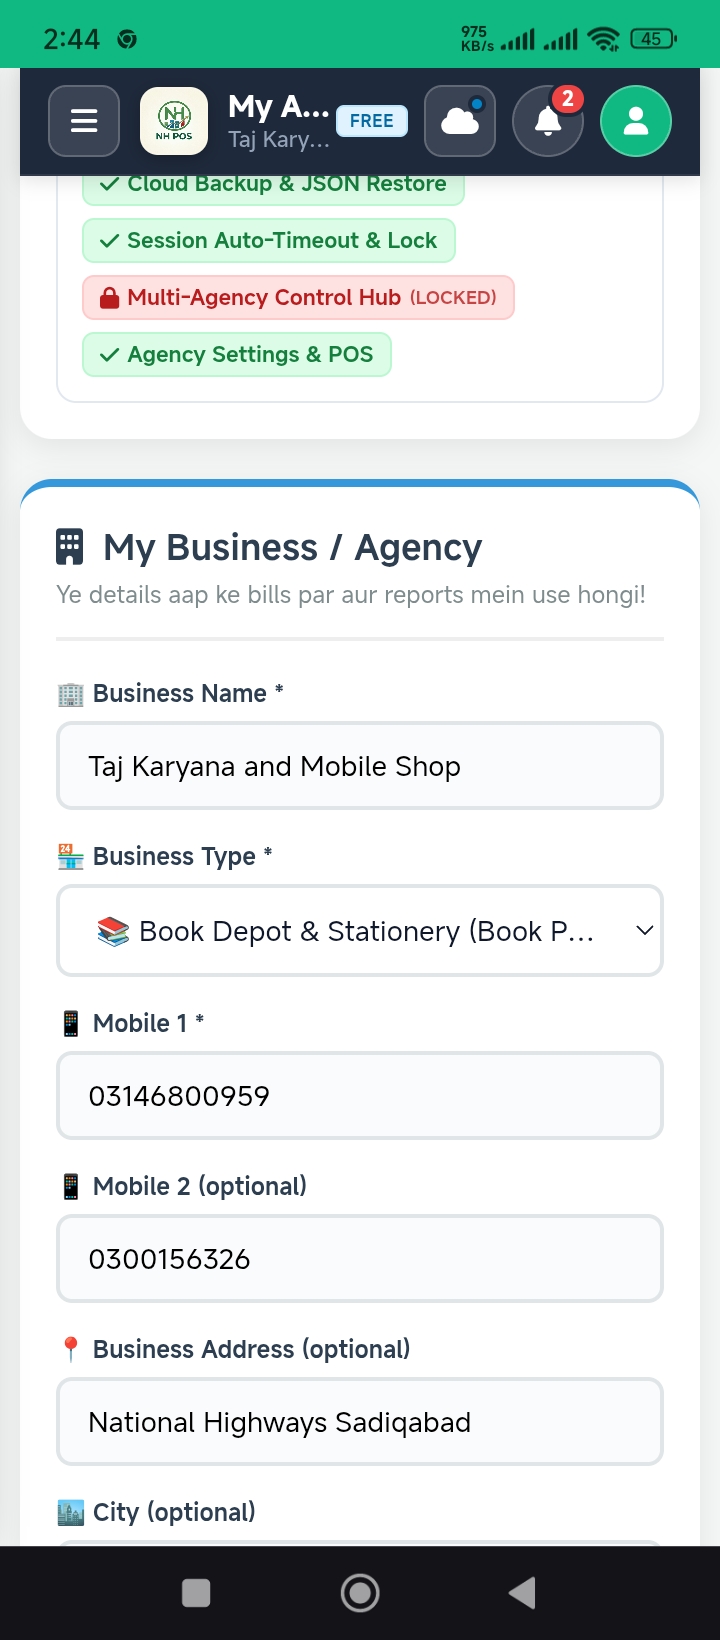 2:44
975
KB/s
45
NH
NH POS
My A...
Taj Kary...
FREE
2
Cloud Backup & JSON Restore
Session Auto-Timeout & Lock
Multi-Agency Control Hub (LOCKED)
Agency Settings & POS
My Business / Agency
Ye details aap ke bills par aur reports mein use hongi!
Business Name *
Taj Karyana and Mobile Shop
24
Business Type *
Book Depot & Stationery (Book P...
Mobile 1 *
03146800959
Mobile 2 (optional)
0300156326
Business Address (optional)
National Highways Sadiqabad
City (optional)